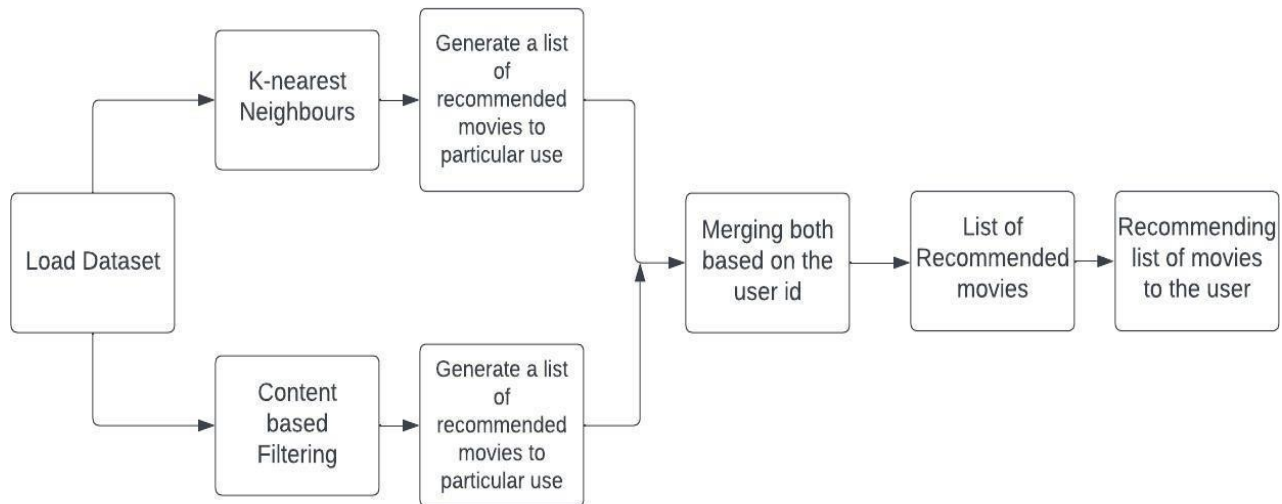 Load Dataset
K-nearest
Neighbours
Generate a list
of
recommended
movies to
particular use
Content
based
Filtering
Generate a list
of
recommended
movies to
particular use
Merging both
based on the
user id
List of
Recommended
movies
Recommending
list of movies
to the user